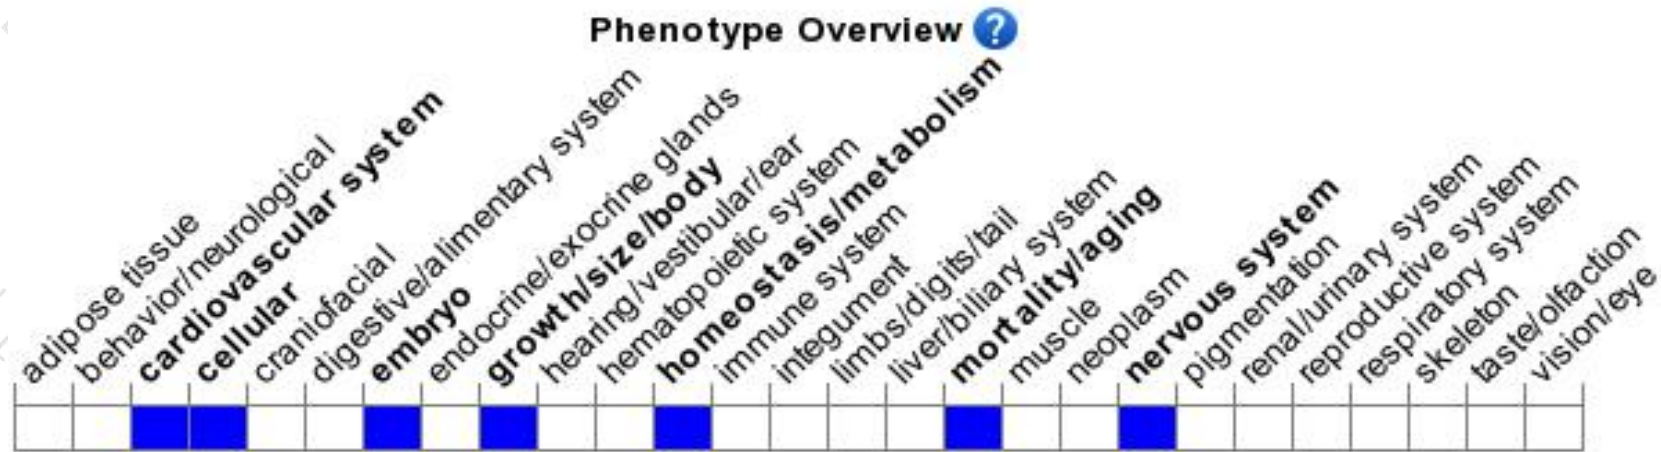 Phenotype Overview ?
adipose tissue
behavior/neurological
cardiovascular system
cellular
craniofacial
digestive/alimentary system
embryo
endocrine/exocrine glands
growth/size/body
hearing/vestibular/ear
hematopoietic system
homeostasis/metabolism
immune system
integument
limbs/digits/tail
liver/biliary system
mortality/aging
muscle
neoplasm
nervous system
pigmentation
renal/urinary system
reproductive system
respiratory system
skeleton
taste/olfaction
vision/eye